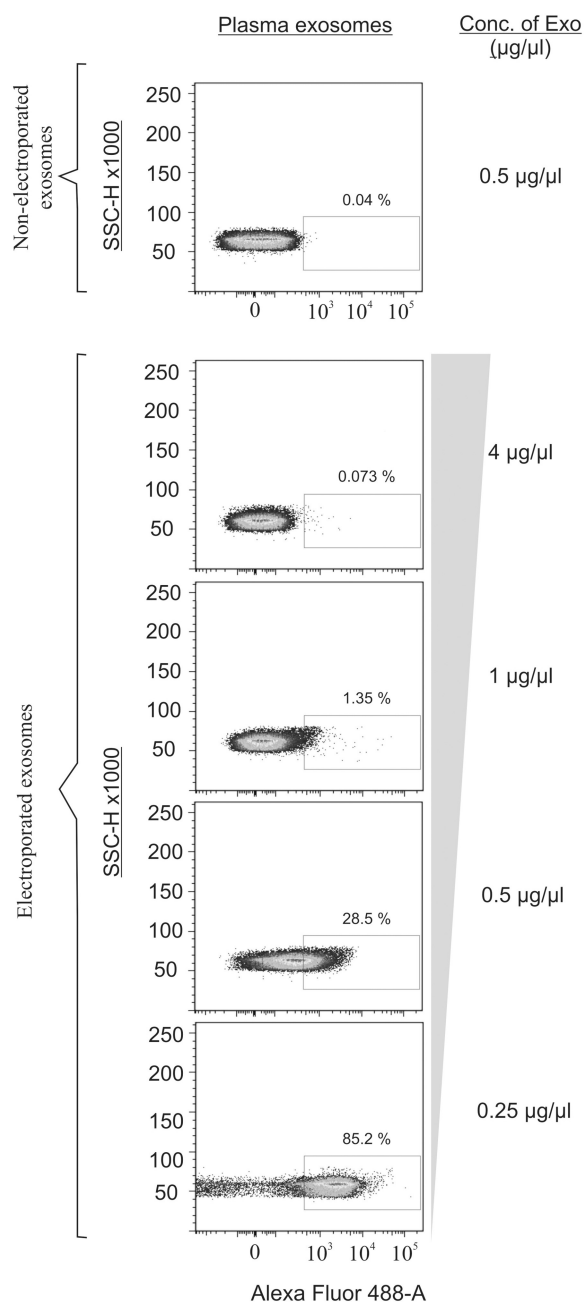 Plasma exosomes
Conc. of Exo
(µg/µl)
Non-electroporated
exosomes
SSC-H x1000
250
200
150
100
50
0.04 %
0 10³ 10⁴ 10⁵
0.5 µg/µl
Electroporated exosomes
SSC-H x1000
250
200
150
100
50
0.073 %
4 µg/µl
250
200
150
100
50
1.35 %
1 µg/µl
250
200
150
100
50
28.5 %
0.5 µg/µl
250
200
150
100
50
85.2 %
0.25 µg/µl
0 10³ 10⁴ 10⁵
Alexa Fluor 488-A